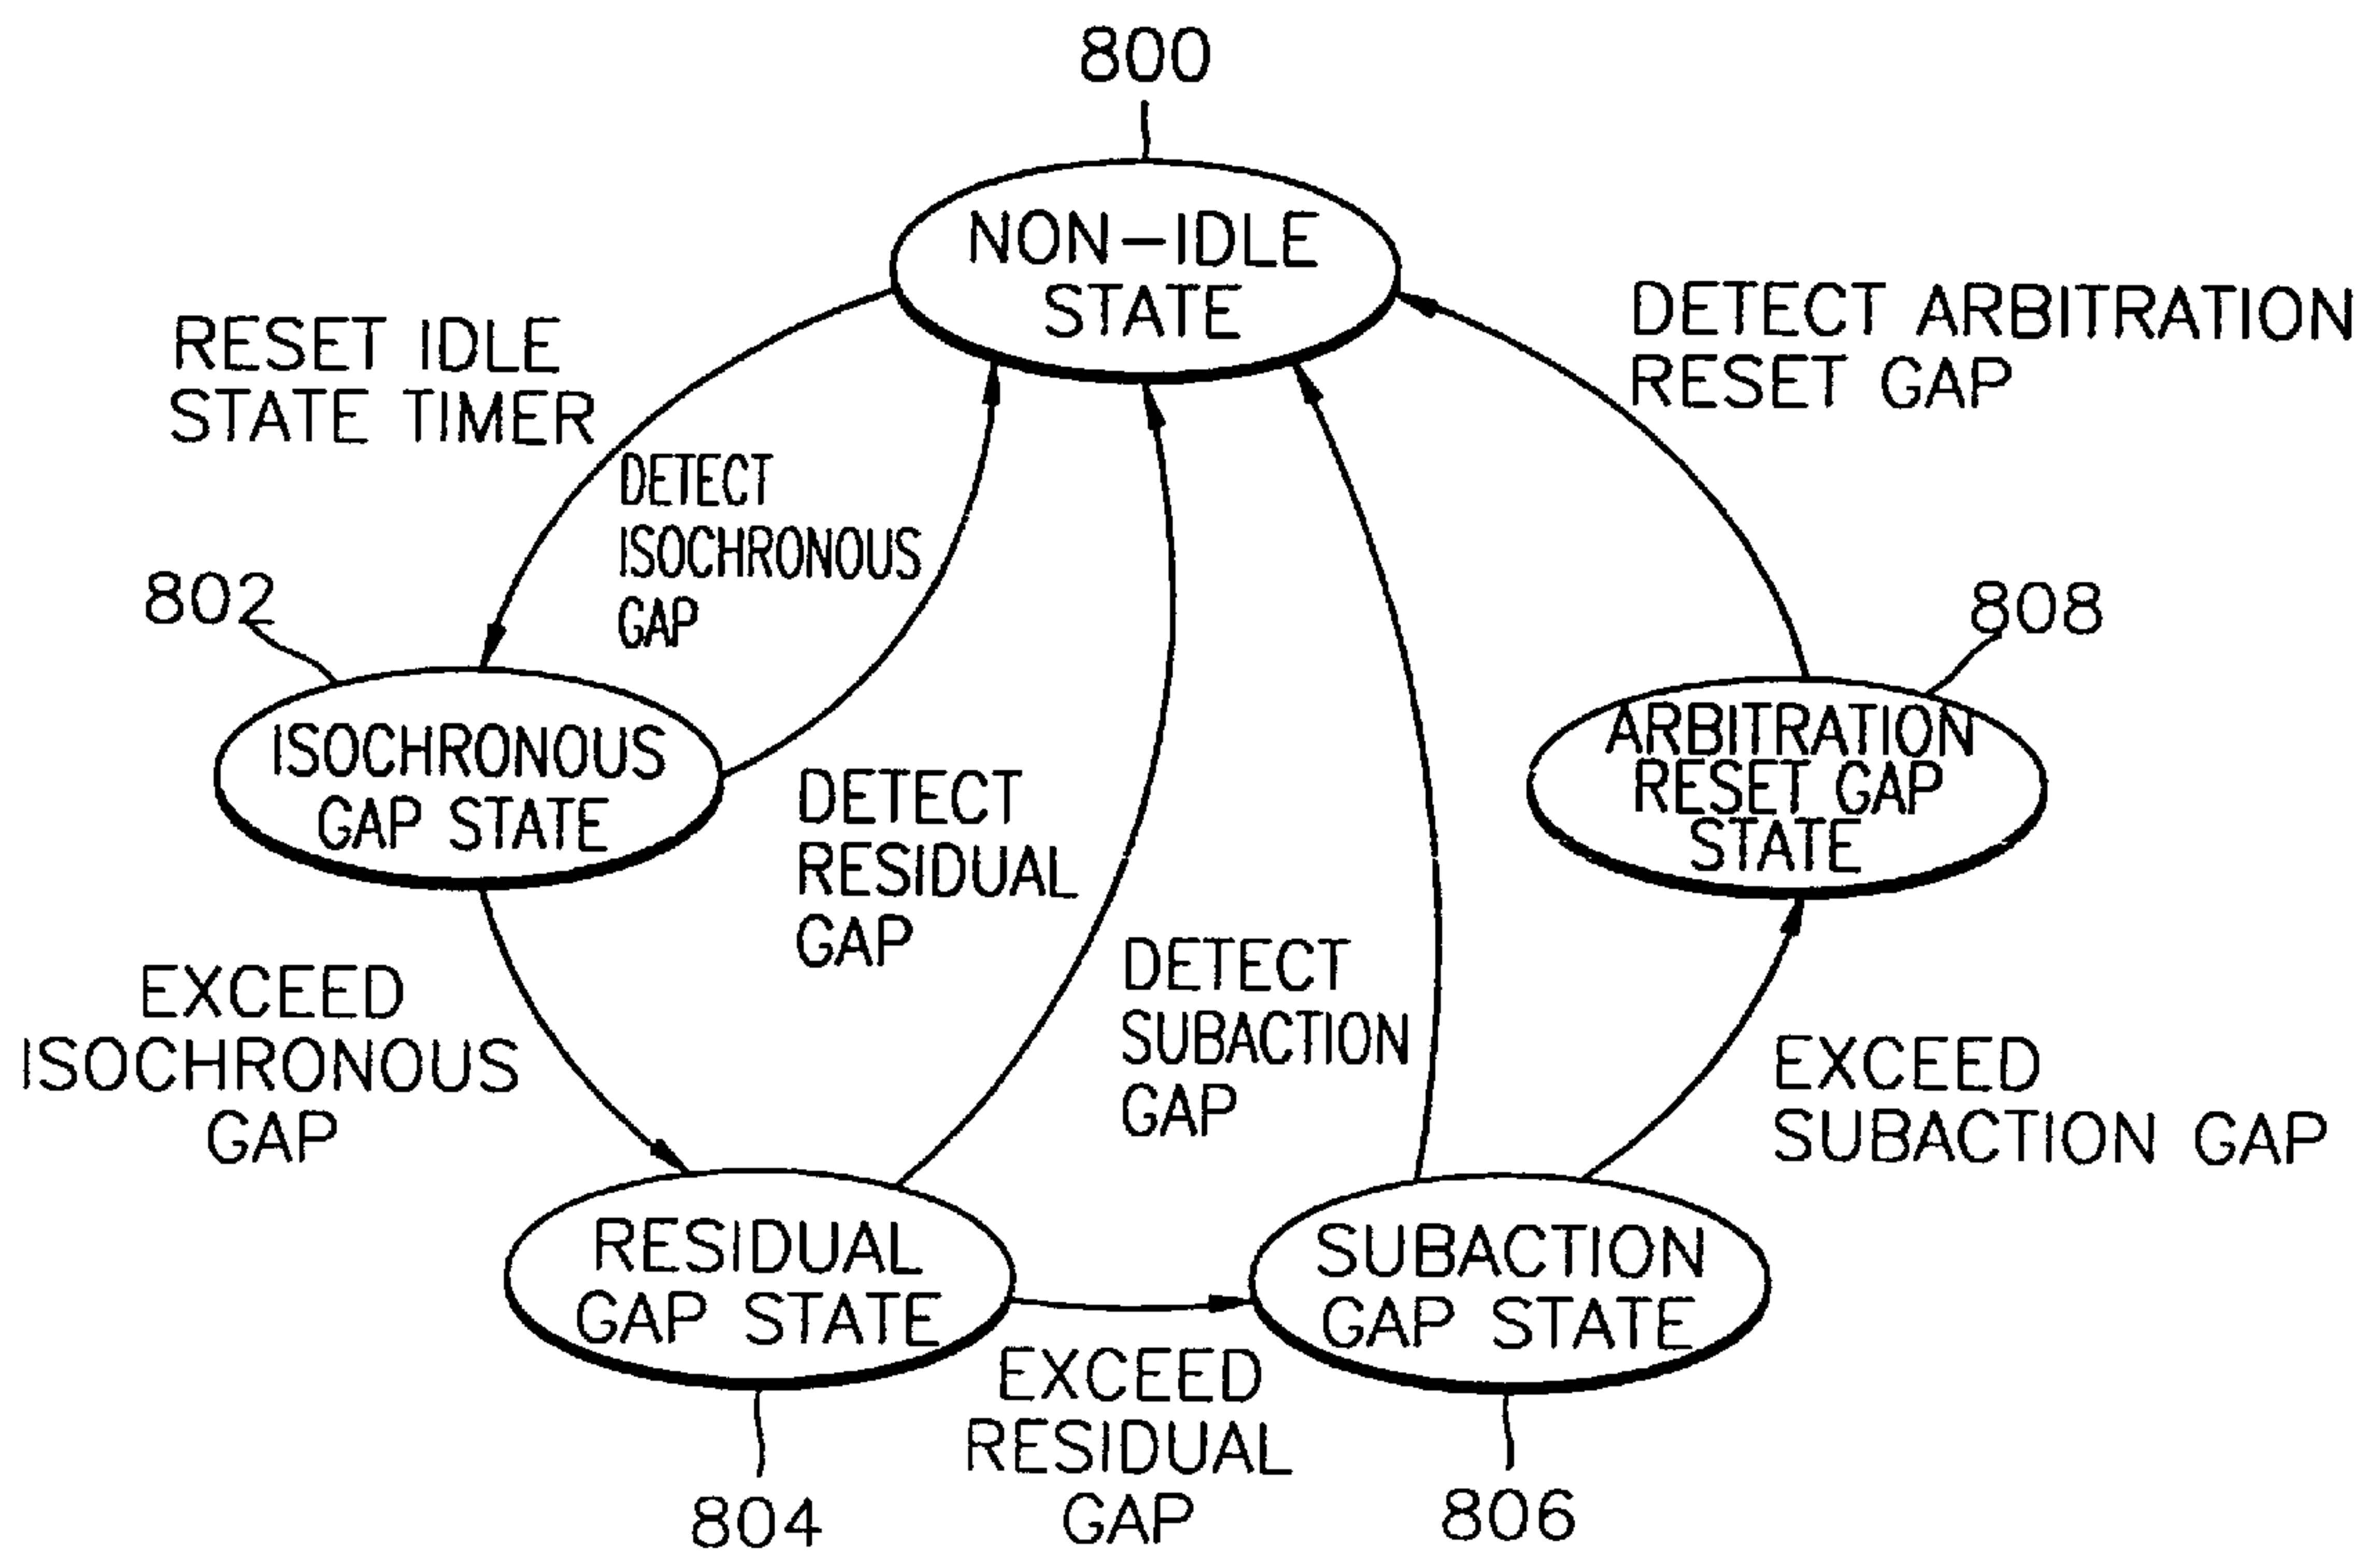 800
NON-IDLE
STATE
RESET IDLE
STATE TIMER
DETECT ARBITRATION
RESET GAP
DETECT
ISOCHRONOUS
GAP
802
808
ISOCHRONOUS
GAP STATE
ARBITRATION
RESET GAP
STATE
DETECT
RESIDUAL
GAP
DETECT
SUBACTION
GAP
EXCEED
ISOCHRONOUS
GAP
EXCEED
SUBACTION GAP
RESIDUAL
GAP STATE
SUBACTION
GAP STATE
EXCEED
RESIDUAL
GAP
804
806